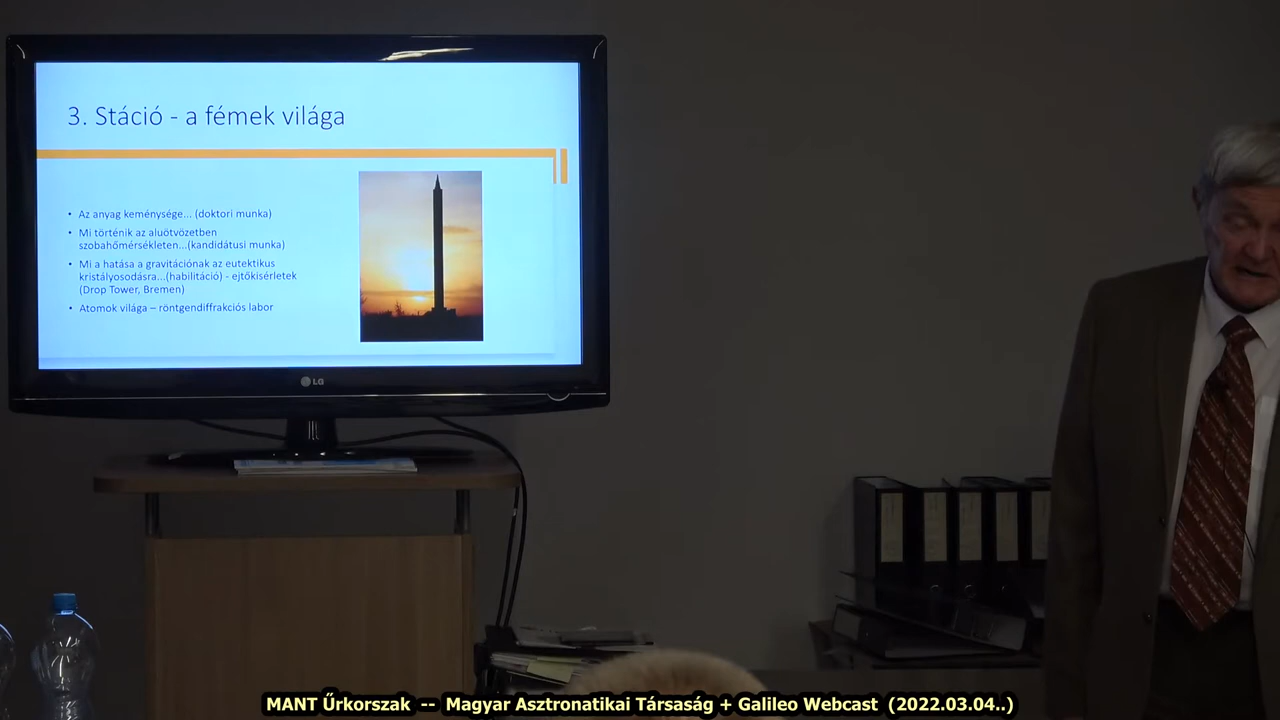 3. Stáció - a fémek világa
• Az anyag keménysége... (doktori munka)
• Mi történik az aluötvözetben
szobahőmérsékleten...(kandidátusi munka)
• Mi a hatása a gravitációnak az eutektikus
kristályosodásra...(habilitáció) - ejtőkisérletek
(Drop Tower, Bremen)
• Atomok világa – röntgendiffrakciós labor
LG
MANT Űrkorszak -- Magyar Asztronatikai Társaság + Galileo Webcast (2022.03.04..)